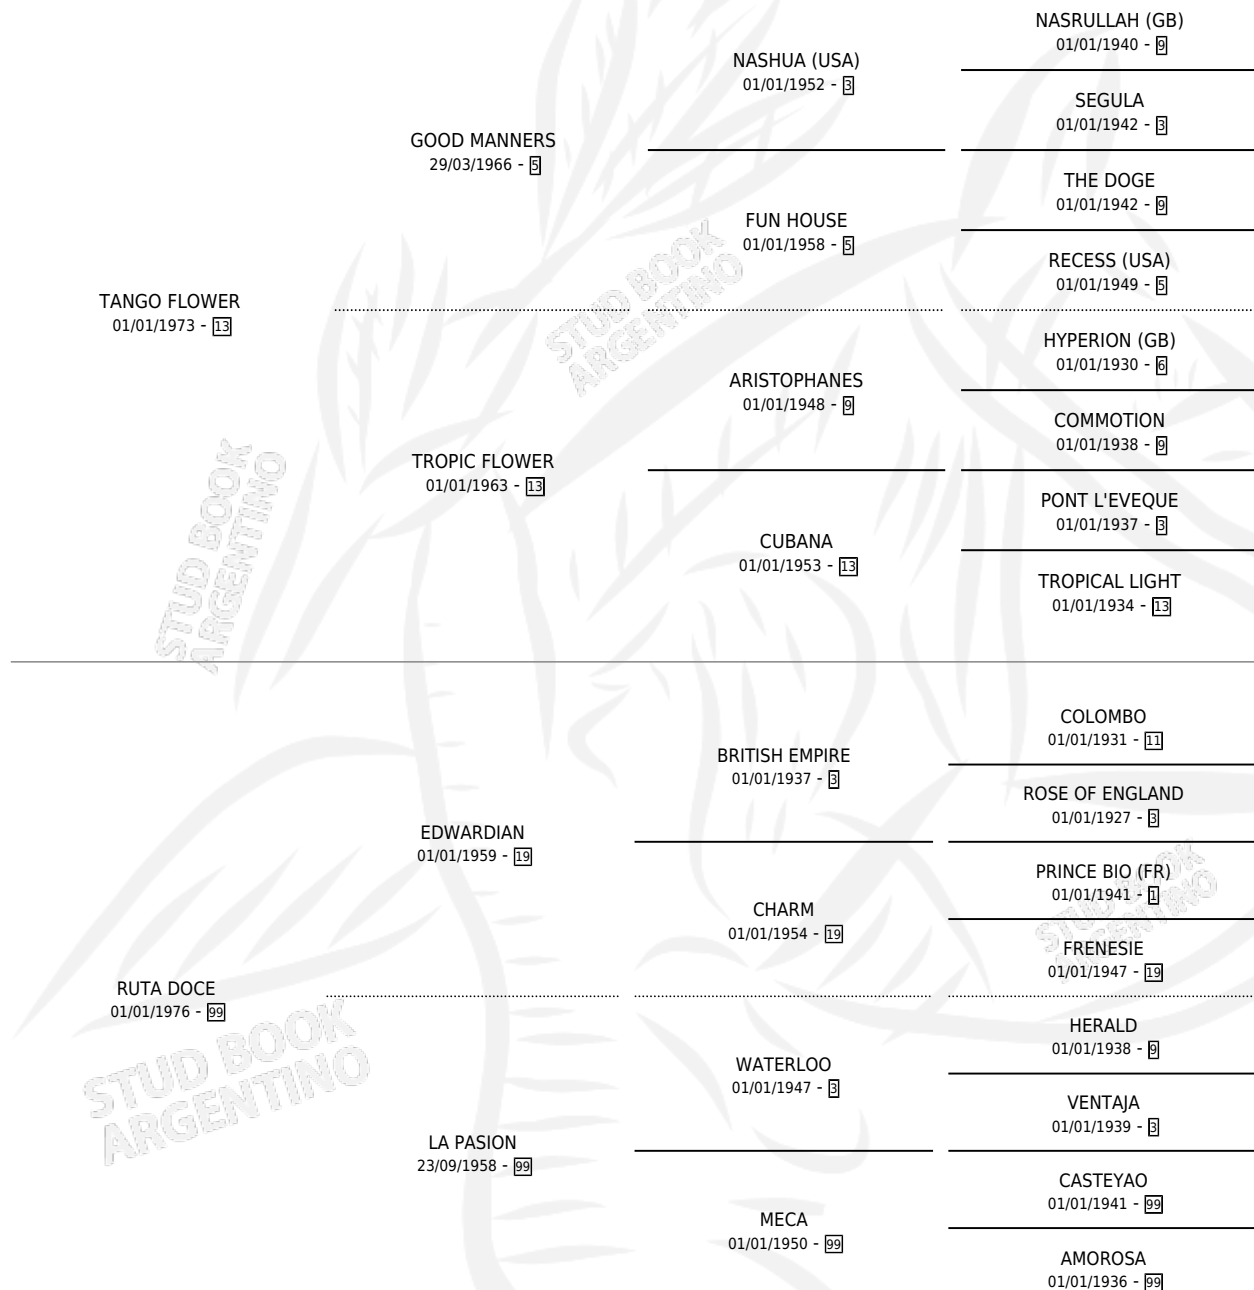 NASRULLAH (GB)
01/01/1940 - 9
NASHUA (USA)
01/01/1952 - 3
SEGULA
01/01/1942 - 3
GOOD MANNERS
29/03/1966 - 5
THE DOGE
01/01/1942 - 9
FUN HOUSE
01/01/1958 - 5
RECESS (USA)
01/01/1949 - 5
TANGO FLOWER
01/01/1973 - 13
HYPERION (GB)
01/01/1930 - 6
ARISTOPHANES
01/01/1948 - 9
COMMOTION
01/01/1938 - 9
TROPIC FLOWER
01/01/1963 - 13
PONT L'EVEQUE
01/01/1937 - 3
CUBANA
01/01/1953 - 13
TROPICAL LIGHT
01/01/1934 - 13
COLOMBO
01/01/1931 - 11
BRITISH EMPIRE
01/01/1937 - 3
ROSE OF ENGLAND
01/01/1927 - 3
EDWARDIAN
01/01/1959 - 19
PRINCE BIO (FR)
01/01/1941 - 1
CHARM
01/01/1954 - 19
FRENESIE
01/01/1947 - 19
RUTA DOCE
01/01/1976 - 99
HERALD
01/01/1938 - 9
WATERLOO
01/01/1947 - 3
VENTAJA
01/01/1939 - 3
LA PASION
23/09/1958 - 99
CASTEYAO
01/01/1941 - 99
MECA
01/01/1950 - 99
AMOROSA
01/01/1936 - 99
STUD BOOK
ARGENTINO
STUD BOOK
ARGENTINO
STUD BOOK
ARGENTINO
STUD BOOK
ARGENTINO